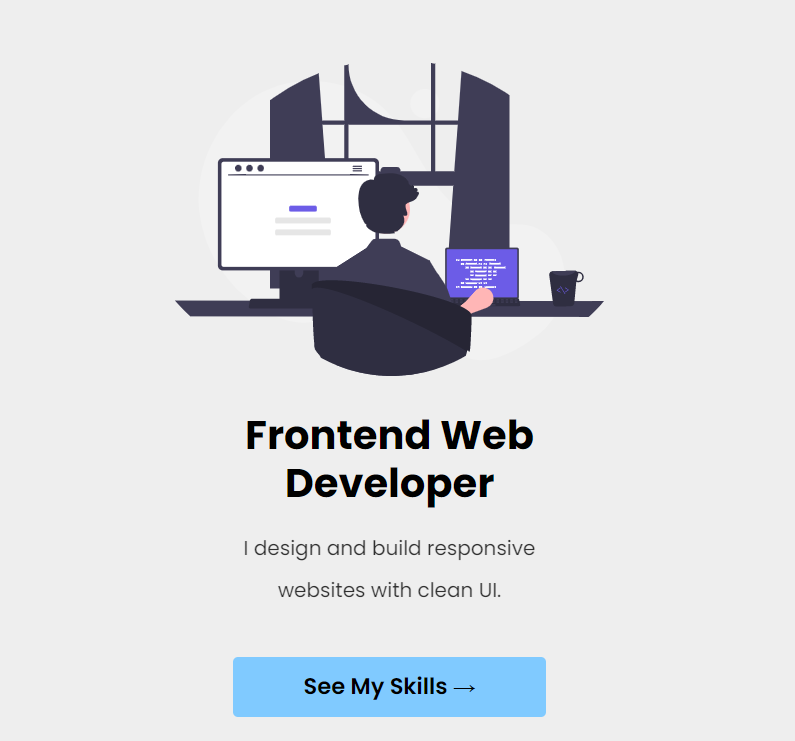 Frontend Web
Developer
I design and build responsive
websites with clean UI.
See My Skills →